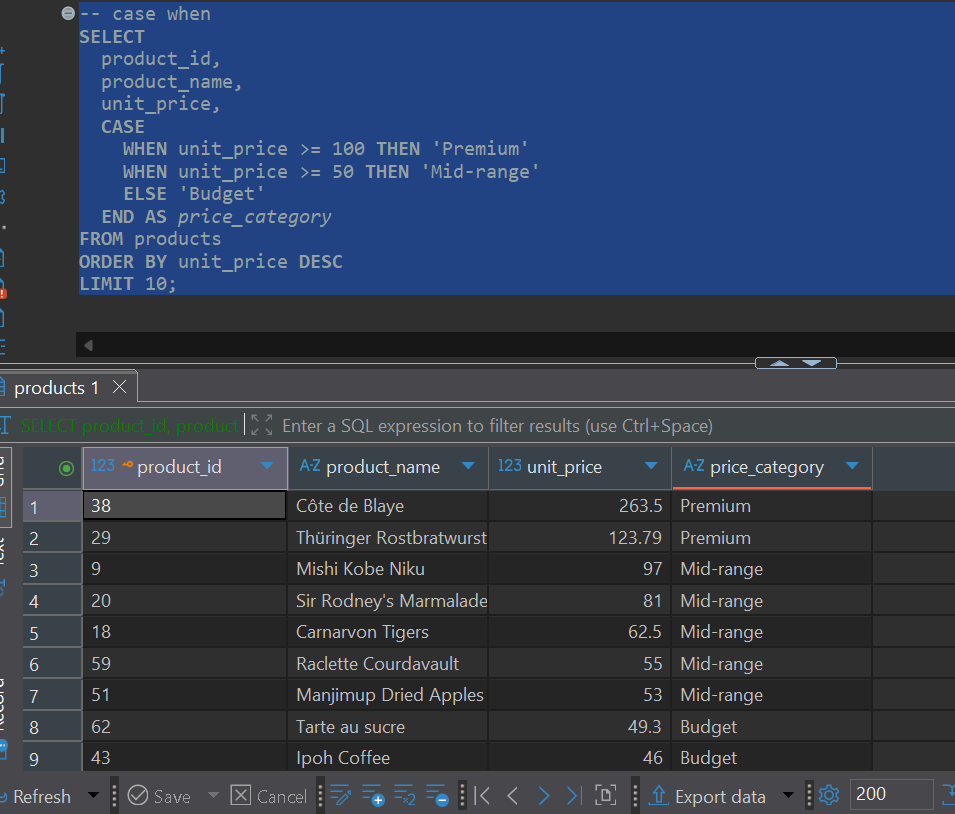 -- case when
SELECT
product_id,
product_name,
unit_price,
CASE
WHEN unit_price >= 100 THEN 'Premium'
WHEN unit_price >= 50 THEN 'Mid-range'
ELSE 'Budget'
END AS price_category
FROM products
ORDER BY unit_price DESC
LIMIT 10;
products 1
SELECT product_id, product
Enter a SQL expression to filter results (use Ctrl+Space)
123 product_id A-Z product_name 123 unit_price A-Z price_category
1 38 Côte de Blaye 263.5 Premium
2 29 Thüringer Rostbratwurst 123.79 Premium
3 9 Mishi Kobe Niku 97 Mid-range
4 20 Sir Rodney's Marmalade 81 Mid-range
5 18 Carnarvon Tigers 62.5 Mid-range
6 59 Raclette Courdavault 55 Mid-range
7 51 Manjimup Dried Apples 53 Mid-range
8 62 Tarte au sucre 49.3 Budget
9 43 Ipoh Coffee 46 Budget
Refresh Save Cancel Export data 200